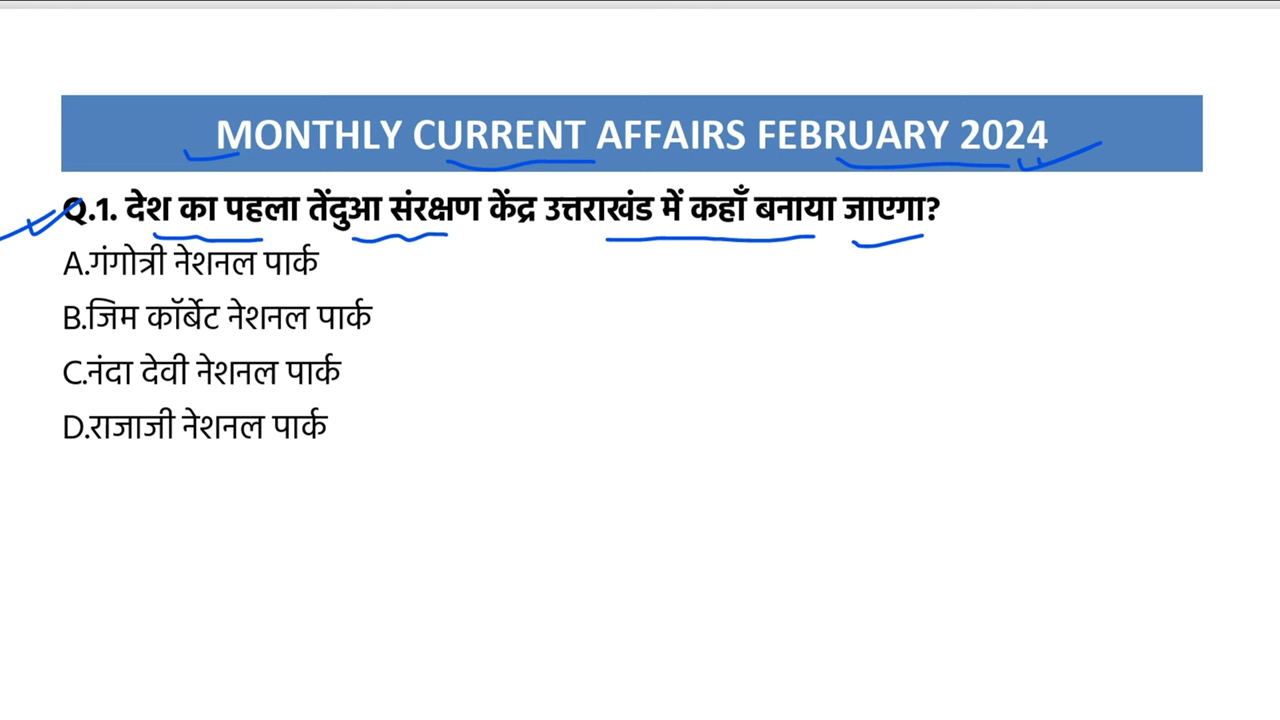 MONTHLY CURRENT AFFAIRS FEBRUARY 2024
Q.1. देश का पहला तेंदुआ संरक्षण केंद्र उत्तराखंड में कहाँ बनाया जाएगा?
A.गंगोत्री नेशनल पार्क
B.जिम कॉर्बेट नेशनल पार्क
C.नंदा देवी नेशनल पार्क
D.राजाजी नेशनल पार्क